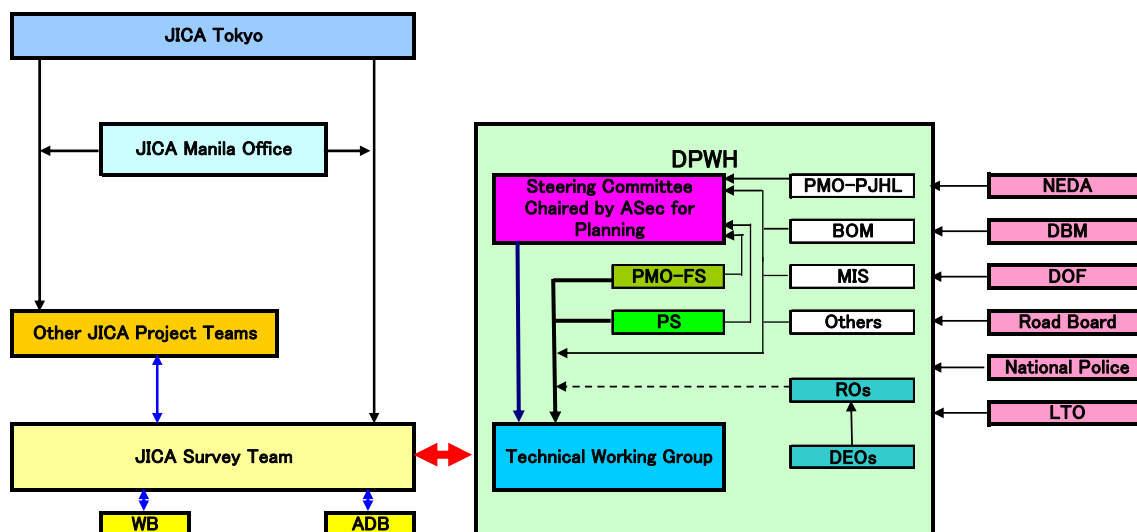 JICA Tokyo
JICA Manila Office
Other JICA Project Teams
JICA Survey Team
WB
ADB
DPWH
Steering Committee
Chaired by ASec for
Planning
PMO-FS
PS
Technical Working Group
PMO-PJHL
BOM
MIS
Others
ROs
DEOs
NEDA
DBM
DOF
Road Board
National Police
LTO